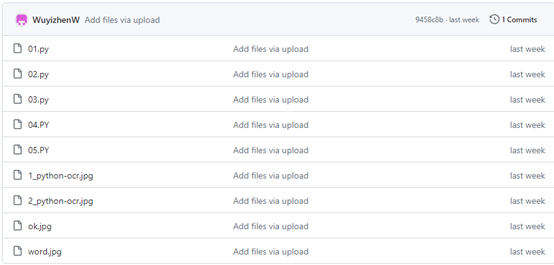 WuyizhenW Add files via upload 9458c8b · last week 1 Commits
01.py Add files via upload last week
02.py Add files via upload last week
03.py Add files via upload last week
04.PY Add files via upload last week
05.PY Add files via upload last week
1_python-ocr.jpg Add files via upload last week
2_python-ocr.jpg Add files via upload last week
ok.jpg Add files via upload last week
word.jpg Add files via upload last week